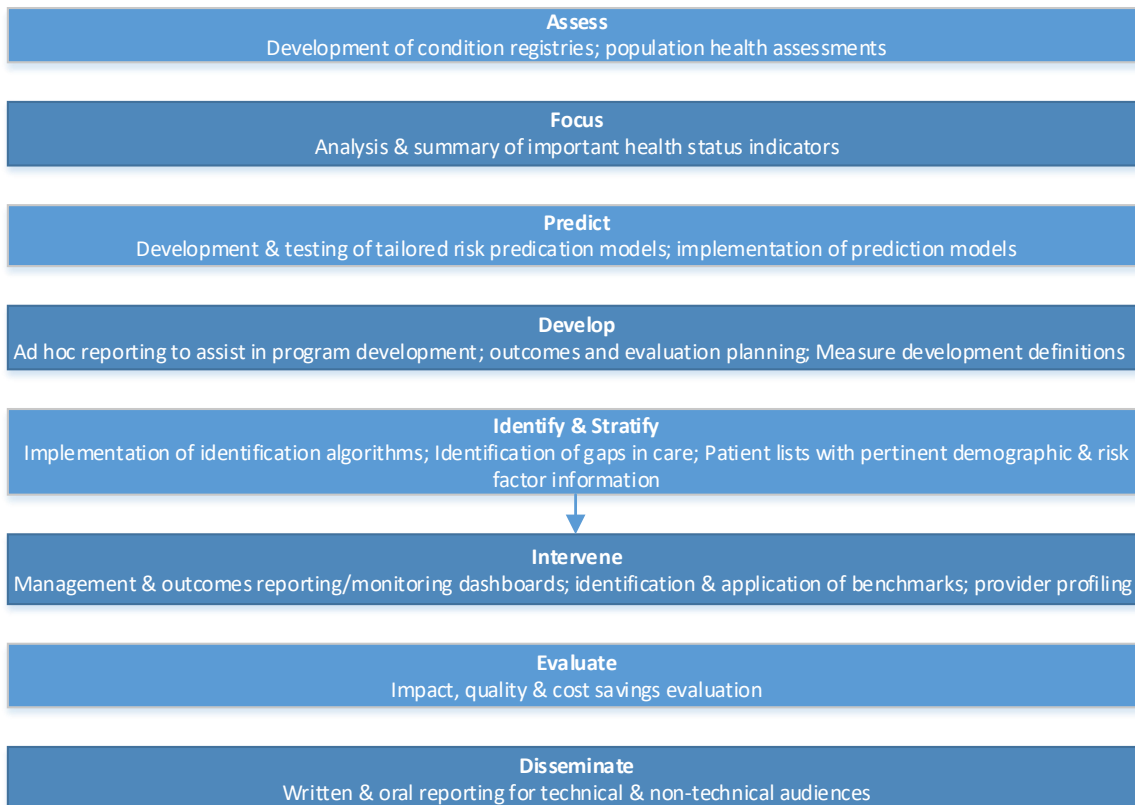 Assess
Development of condition registries; population health assessments
Focus
Analysis & summary of important health status indicators
Predict
Development & testing of tailored risk predication models; implementation of prediction models
Develop
Ad hoc reporting to assist in program development; outcomes and evaluation planning; Measure development definitions
Identify & Stratify
Implementation of identification algorithms; Identification of gaps in care; Patient lists with pertinent demographic & risk
factor information
Intervene
Management & outcomes reporting/monitoring dashboards; identification & application of benchmarks; provider profiling
Evaluate
Impact, quality & cost savings evaluation
Disseminate
Written & oral reporting for technical & non-technical audiences